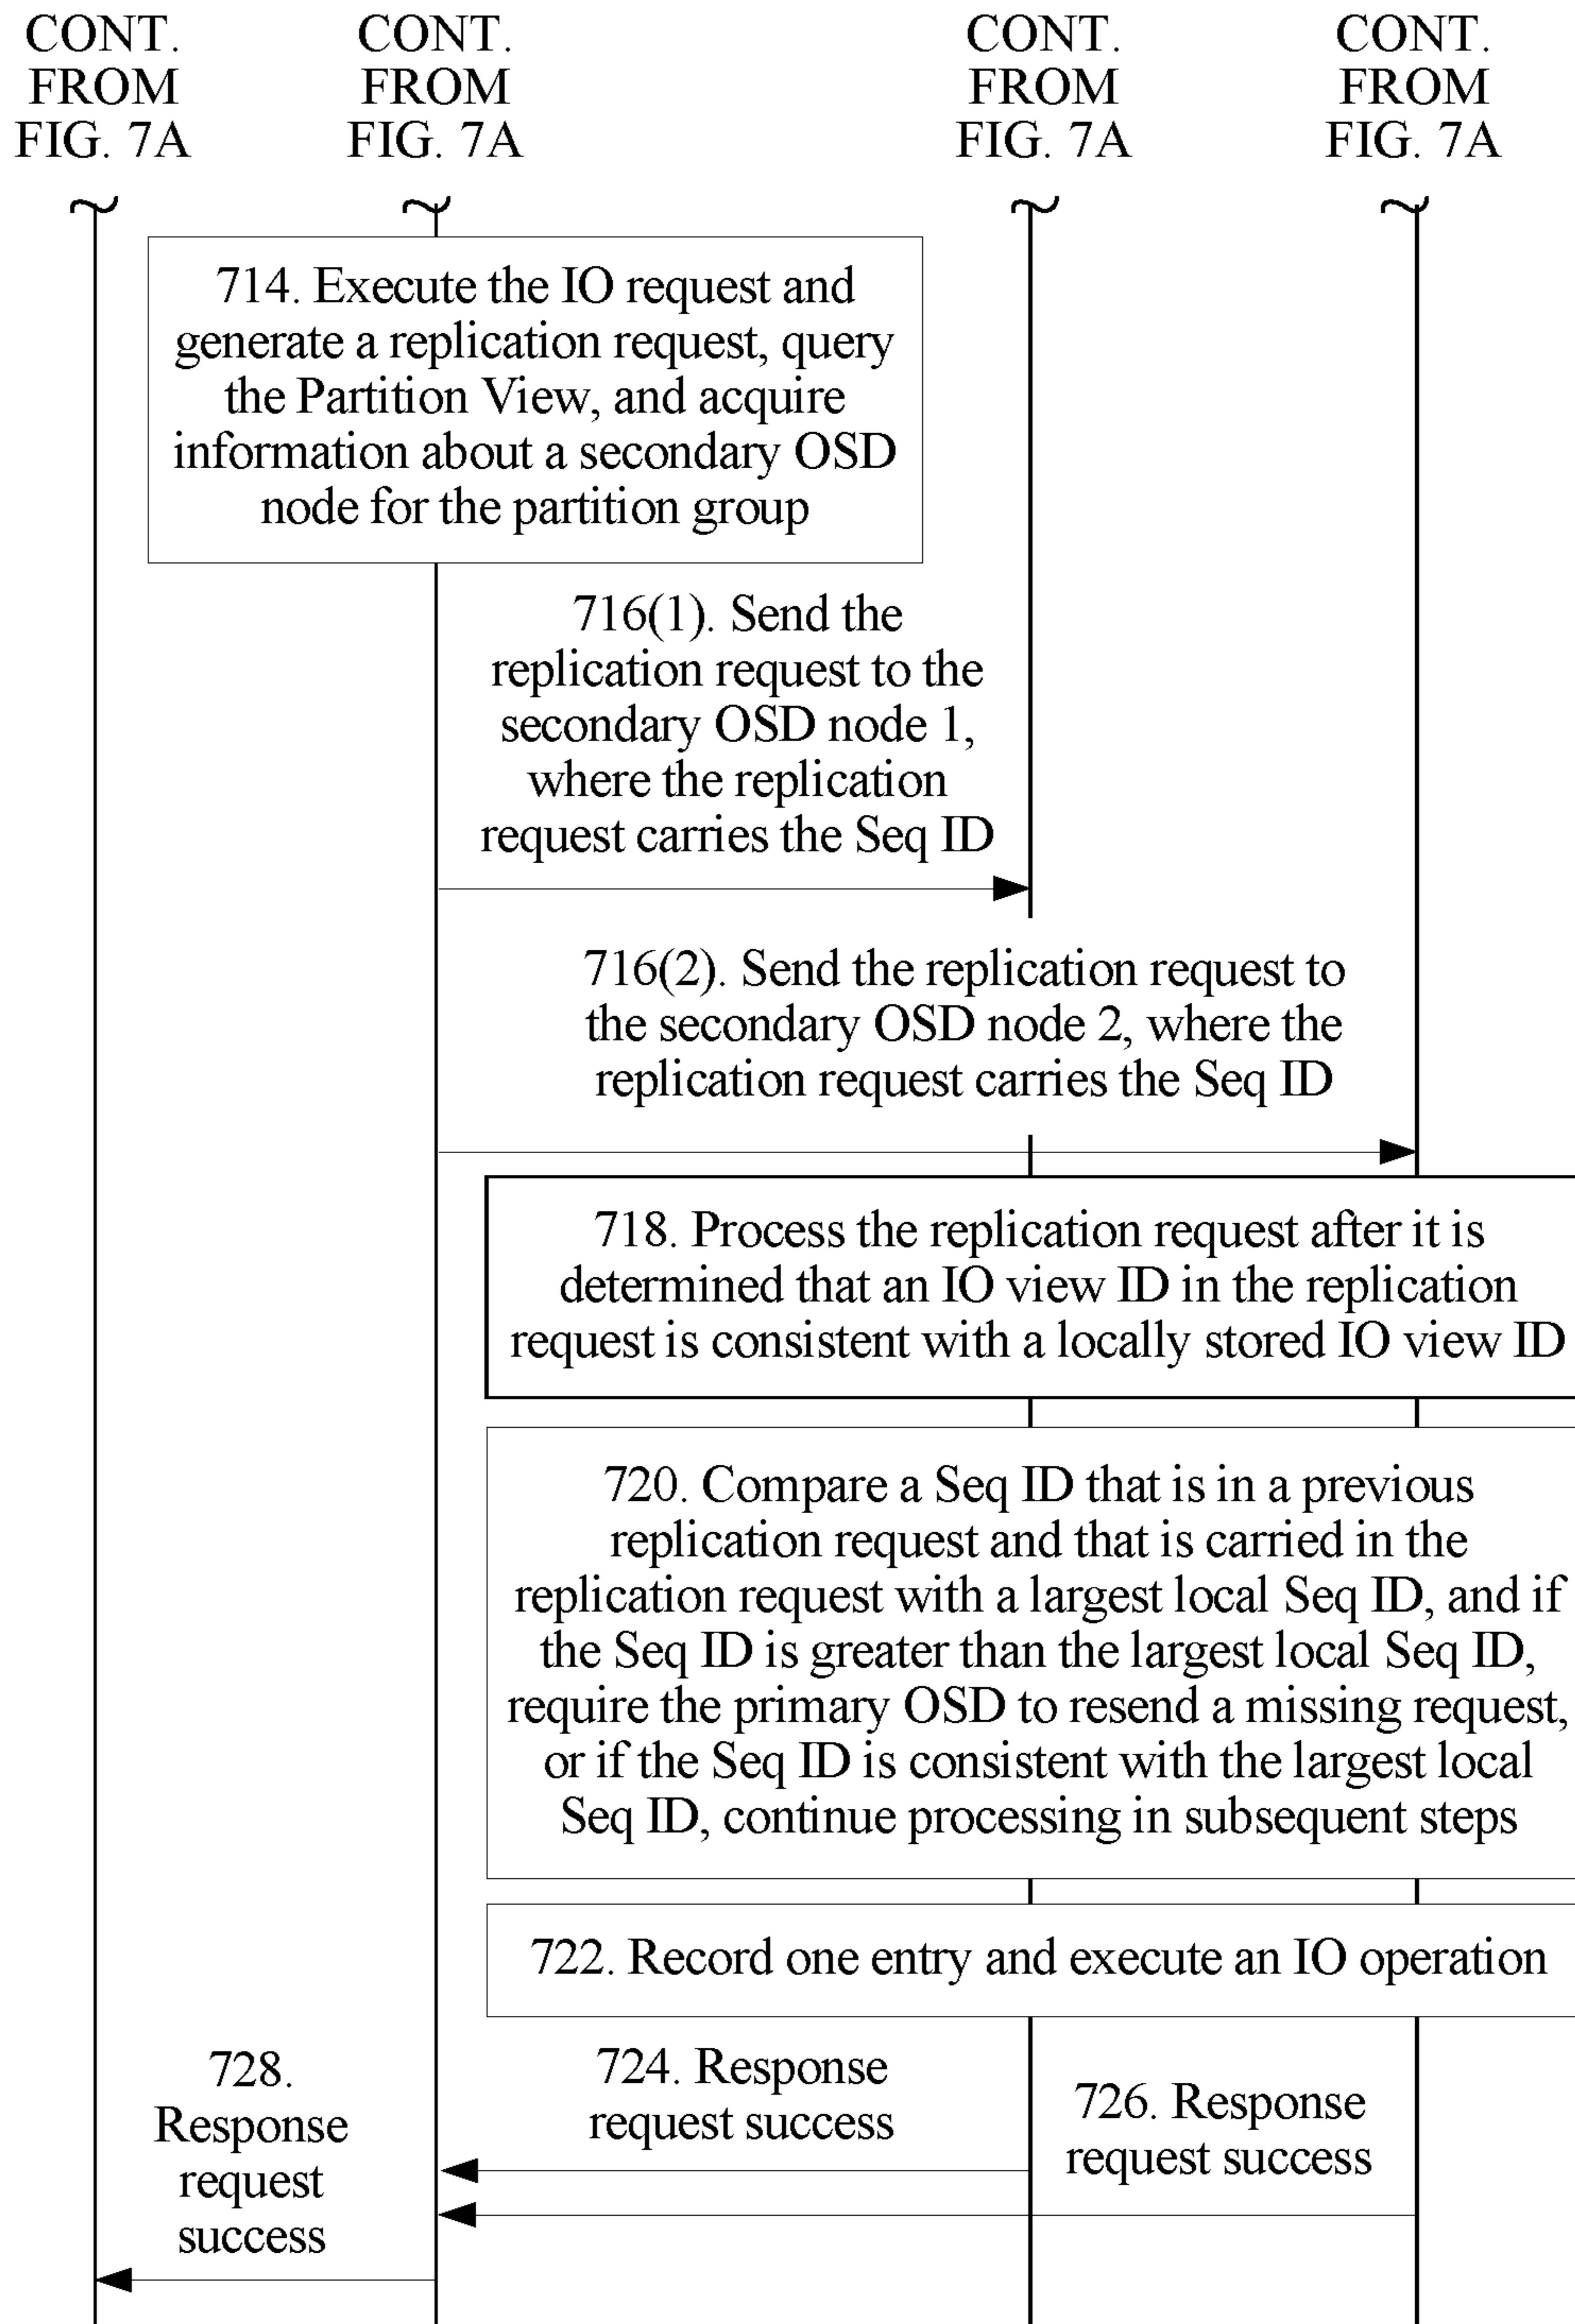 CONT.
FROM
FIG. 7A
CONT.
FROM
FIG. 7A
CONT.
FROM
FIG. 7A
CONT.
FROM
FIG. 7A
714. Execute the IO request and
generate a replication request, query
the Partition View, and acquire
information about a secondary OSD
node for the partition group
716(1). Send the
replication request to the
secondary OSD node 1,
where the replication
request carries the Seq ID
716(2). Send the replication request to
the secondary OSD node 2, where the
replication request carries the Seq ID
718. Process the replication request after it is
determined that an IO view ID in the replication
request is consistent with a locally stored IO view ID
720. Compare a Seq ID that is in a previous
replication request and that is carried in the
replication request with a largest local Seq ID, and if
the Seq ID is greater than the largest local Seq ID,
require the primary OSD to resend a missing request,
or if the Seq ID is consistent with the largest local
Seq ID, continue processing in subsequent steps
722. Record one entry and execute an IO operation
724. Response
request success
726. Response
request success
728.
Response
request
success